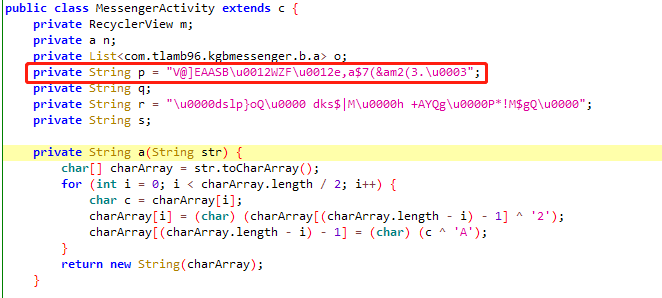 public class MessengerActivity extends c {
    private RecyclerView m;
    private a n;
    private List<com.tlamb96.kgbmessenger.b.a> o;
    private String p = "V@]EAASB\u0012WZF\u0012e,a$7(&am2(3.\u0003";
    private String q;
    private String r = "\u0000dslp}oQ\u0000 dks$|M\u0000h +AYQg\u0000P*!M$gQ\u0000";
    private String s;

    private String a(String str) {
        char[] charArray = str.toCharArray();
        for (int i = 0; i < charArray.length / 2; i++) {
            char c = charArray[i];
            charArray[i] = (char) (charArray[(charArray.length - i) - 1] ^ '2');
            charArray[(charArray.length - i) - 1] = (char) (c ^ 'A');
        }
        return new String(charArray);
    }